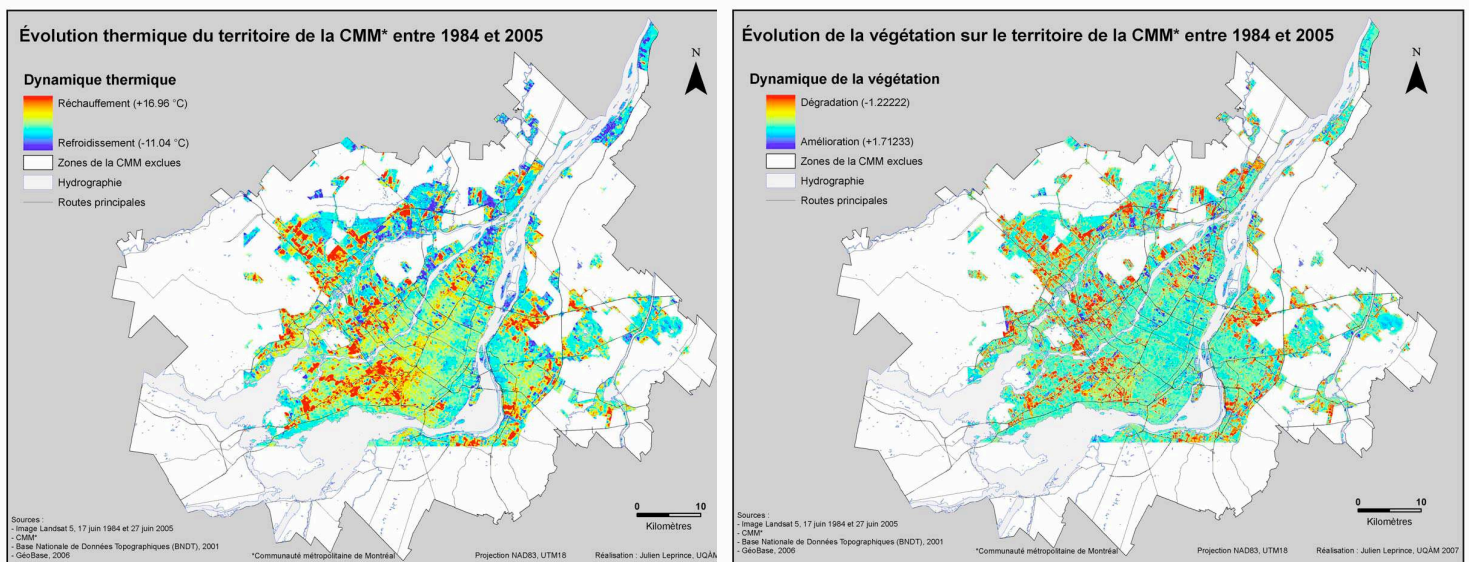 Évolution thermique du territoire de la CMM* entre 1984 et 2005
N
Dynamique thermique
Réchauffement (+16.96 °C)
Refroidissement (-11.04 °C)
Zones de la CMM exclues
Hydrographie
Routes principales
0 10
Kilomètres
Sources :
- Image Landsat 5, 17 juin 1984 et 27 juin 2005
- CMM*
- Base Nationale de Données Topographiques (BNDT), 2001
- GéoBase, 2006
*Communauté métropolitaine de Montréal
Projection NAD83, UTM18
Réalisation : Julien Leprince, UQÀM
Évolution de la végétation sur le territoire de la CMM* entre 1984 et 2005
N
Dynamique de la végétation
Dégradation (-1.22222)
Amélioration (+1.71233)
Zones de la CMM exclues
Hydrographie
Routes principales
0 10
Kilomètres
Sources :
- Image Landsat 5, 17 juin 1984 et 27 juin 2005
- CMM*
- Base Nationale de Données Topographiques (BNDT), 2001
- GéoBase, 2006
*Communauté métropolitaine de Montréal
Projection NAD83, UTM18
Réalisation : Julien Leprince, UQÀM 2007